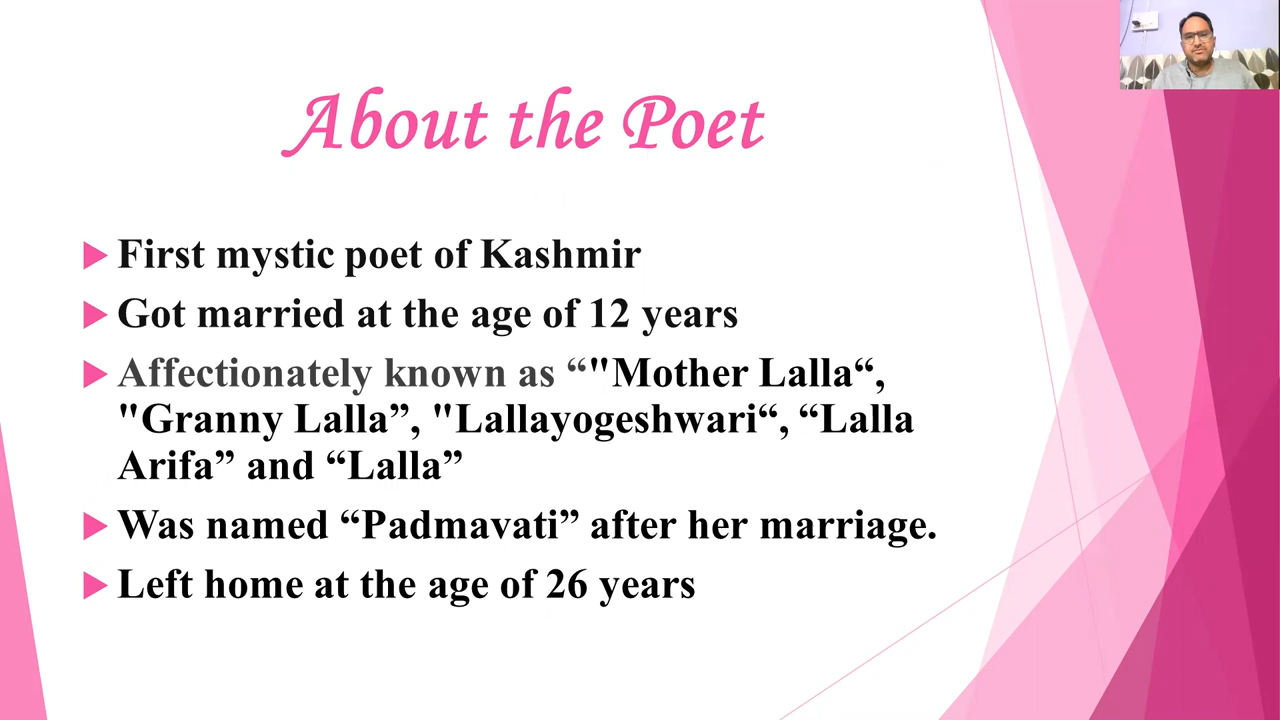 About the Poet
First mystic poet of Kashmir
Got married at the age of 12 years
Affectionately known as “"Mother Lalla“,
"Granny Lalla”, "Lallayogeshwari“, “Lalla
Arifa” and “Lalla”
Was named “Padmavati” after her marriage.
Left home at the age of 26 years